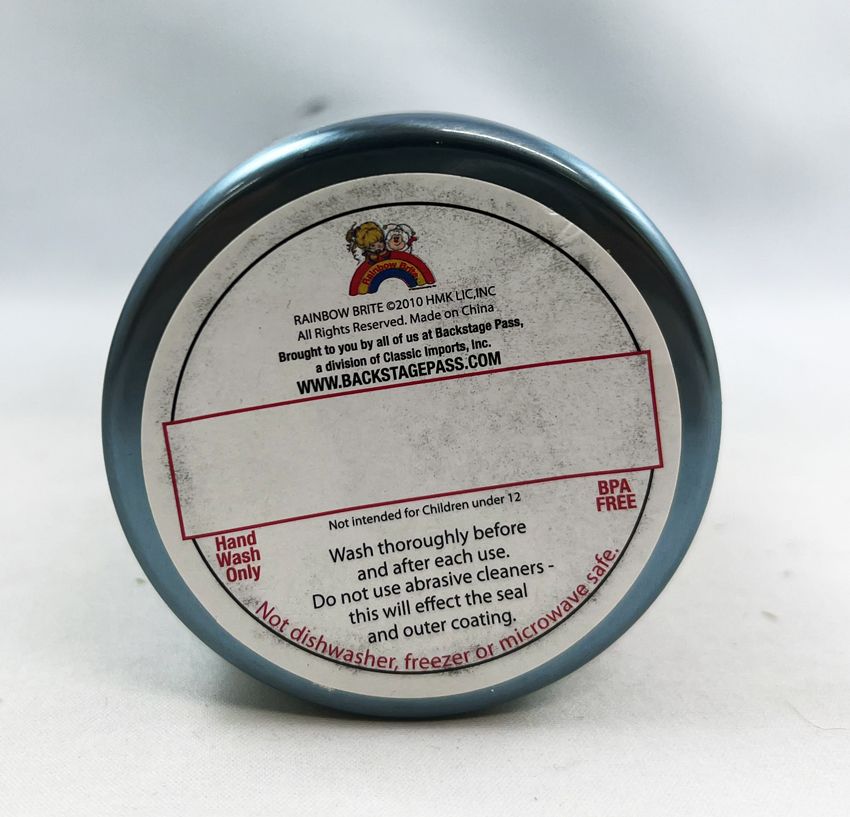 Rainbow Brite
RAINBOW BRITE ©2010 HMK LIC,INC
All Rights Reserved. Made on China
Brought to you by all of us at Backstage Pass,
a division of Classic Imports, Inc.
WWW.BACKSTAGEPASS.COM
Not intended for Children under 12
BPA
FREE
Hand
Wash
Only
Wash thoroughly before
and after each use.
Do not use abrasive cleaners -
this will effect the seal
and outer coating.
Not dishwasher, freezer or microwave safe.